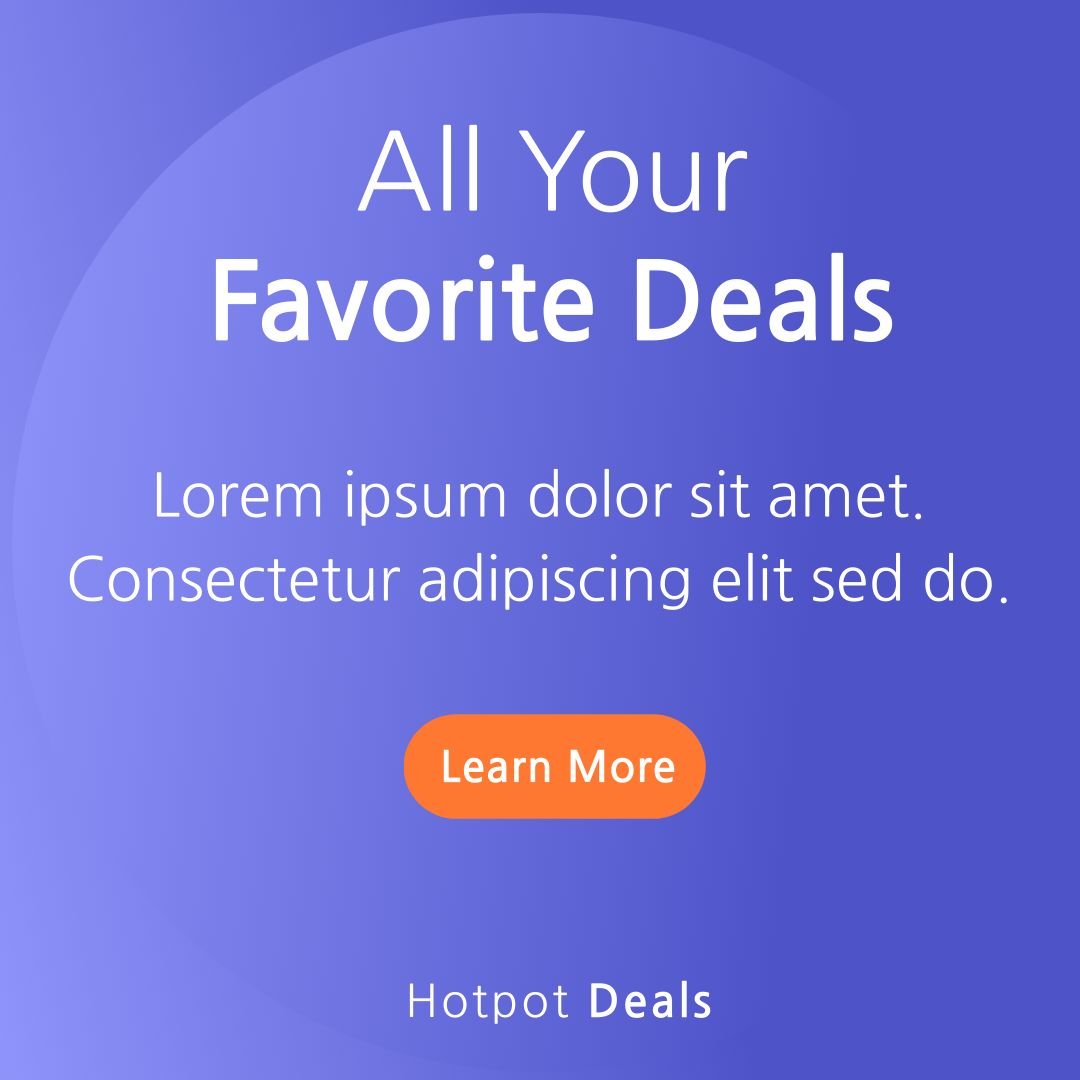 All Your
Favorite Deals
Lorem ipsum dolor sit amet.
Consectetur adipiscing elit sed do.
Learn More
Hotpot Deals